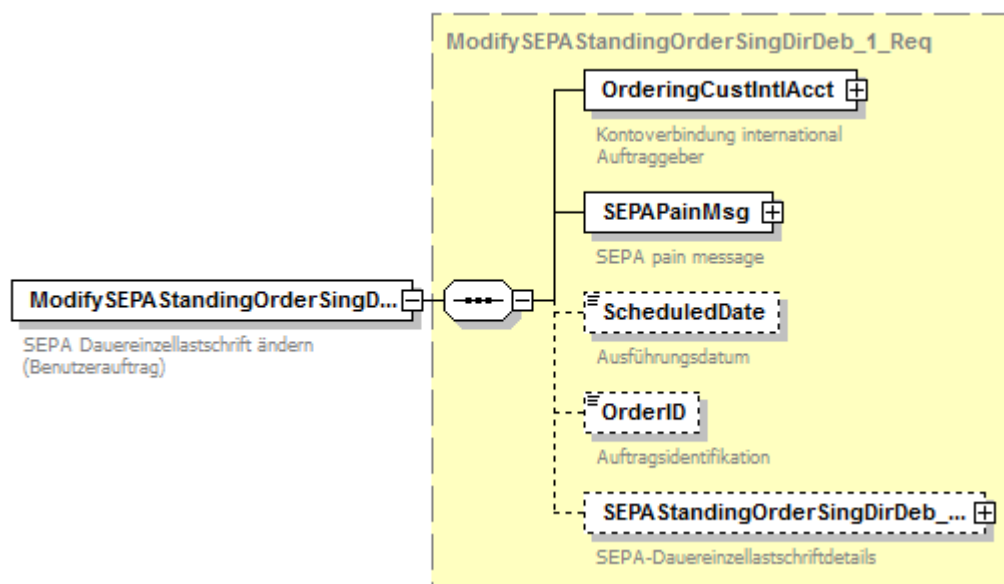 ModifySEPAStandingOrderSingDirDeb_1_Req
OrderingCustIntlAcct
Kontoverbindung international
Auftraggeber
SEPAPainMsg
SEPA pain message
ModifySEPAStandingOrderSingD...
SEPA Dauereinzellastschrift ändern
(Benutzerauftrag)
ScheduledDate
Ausführungsdatum
OrderID
Auftragsidentifikation
SEPAStandingOrderSingDirDeb_...
SEPA-Dauereinzellastschriftdetails